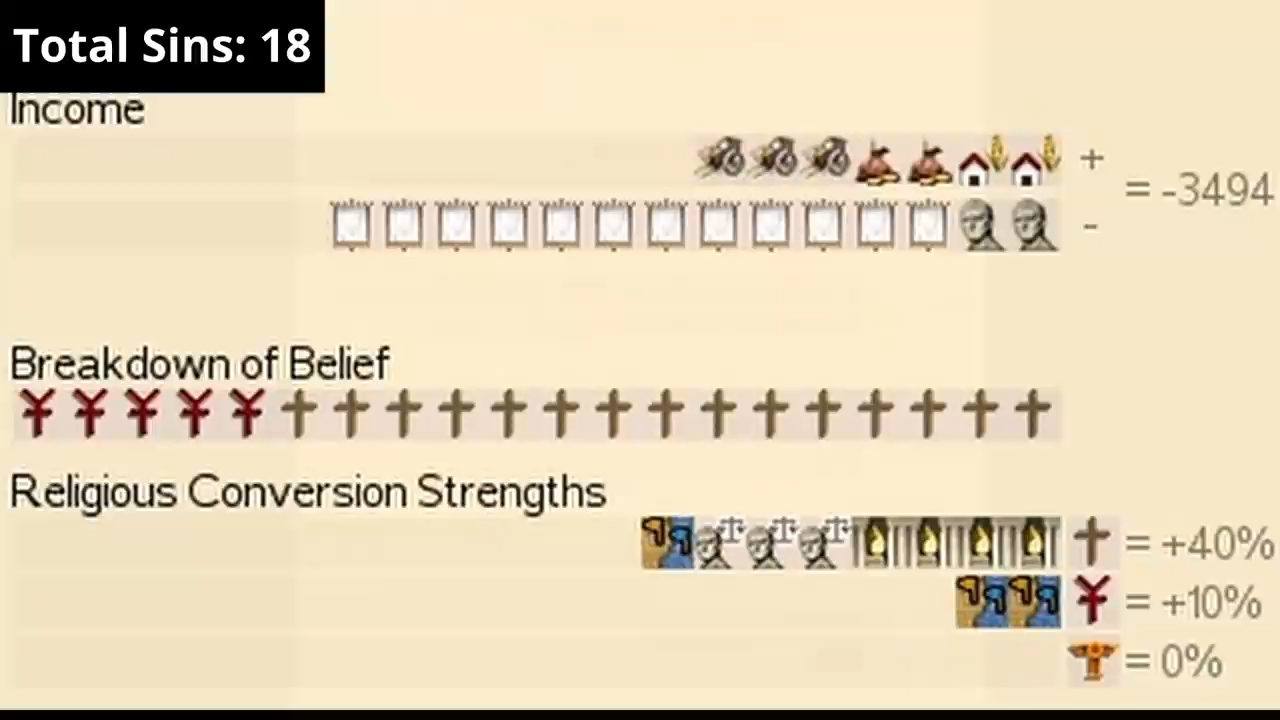 Total Sins: 18
Income
+
= -3494
-
Breakdown of Belief
Religious Conversion Strengths
= +40%
= +10%
= 0%